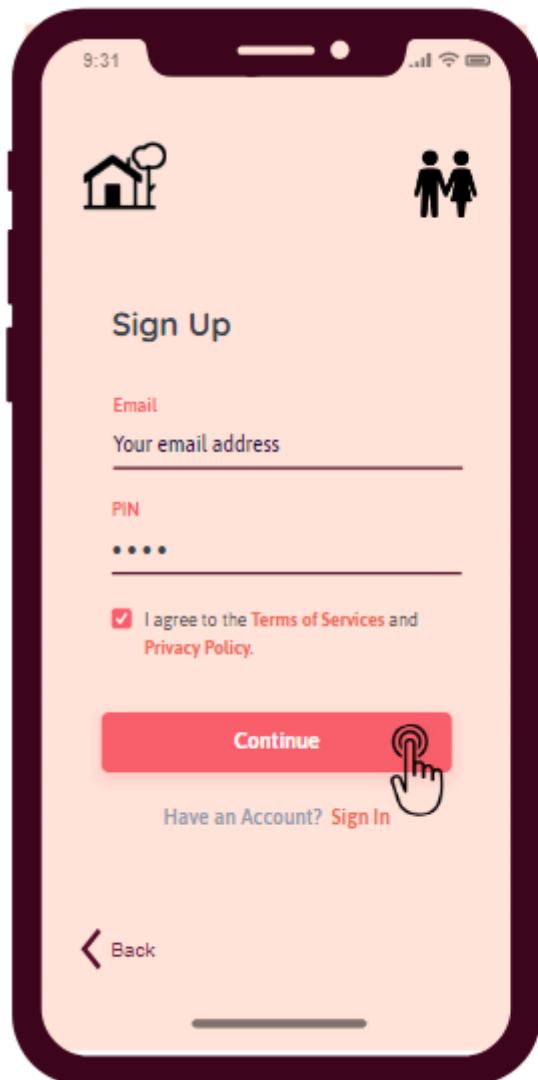 9:31
Sign Up
Email
Your email address
PIN
I agree to the Terms of Services and
Privacy Policy.
Continue
Have an Account? Sign In
Back